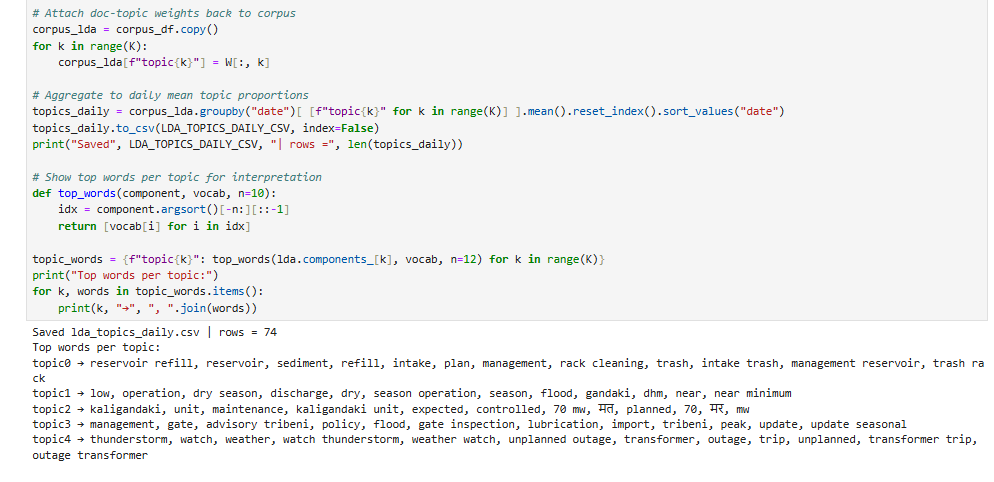 # Attach doc-topic weights back to corpus
corpus_lda = corpus_df.copy()
for k in range(K):
    corpus_lda[f"topic{k}"] = W[:, k]

# Aggregate to daily mean topic proportions
topics_daily = corpus_lda.groupby("date")[ [f"topic{k}" for k in range(K)] ].mean().reset_index().sort_values("date")
topics_daily.to_csv(LDA_TOPICS_DAILY_CSV, index=False)
print("Saved", LDA_TOPICS_DAILY_CSV, "| rows =", len(topics_daily))

# Show top words per topic for interpretation
def top_words(component, vocab, n=10):
    idx = component.argsort()[-n:][::-1]
    return [vocab[i] for i in idx]

topic_words = {f"topic{k}": top_words(lda.components_[k], vocab, n=12) for k in range(K)}
print("Top words per topic:")
for k, words in topic_words.items():
    print(k, "→", ", ".join(words))
Saved lda_topics_daily.csv | rows = 74
Top words per topic:
topic0 → reservoir refill, reservoir, sediment, refill, intake, plan, management, rack cleaning, trash, intake trash, management reservoir, trash ra
ck
topic1 → low, operation, dry season, discharge, dry, season operation, season, flood, gandaki, dhm, near, near minimum
topic2 → kaligandaki, unit, maintenance, kaligandaki unit, expected, controlled, 70 mw, मत, planned, 70, मर, mw
topic3 → management, gate, advisory tribeni, policy, flood, gate inspection, lubrication, import, tribeni, peak, update, update seasonal
topic4 → thunderstorm, watch, weather, watch thunderstorm, weather watch, unplanned outage, transformer, outage, trip, unplanned, transformer trip,
outage transformer